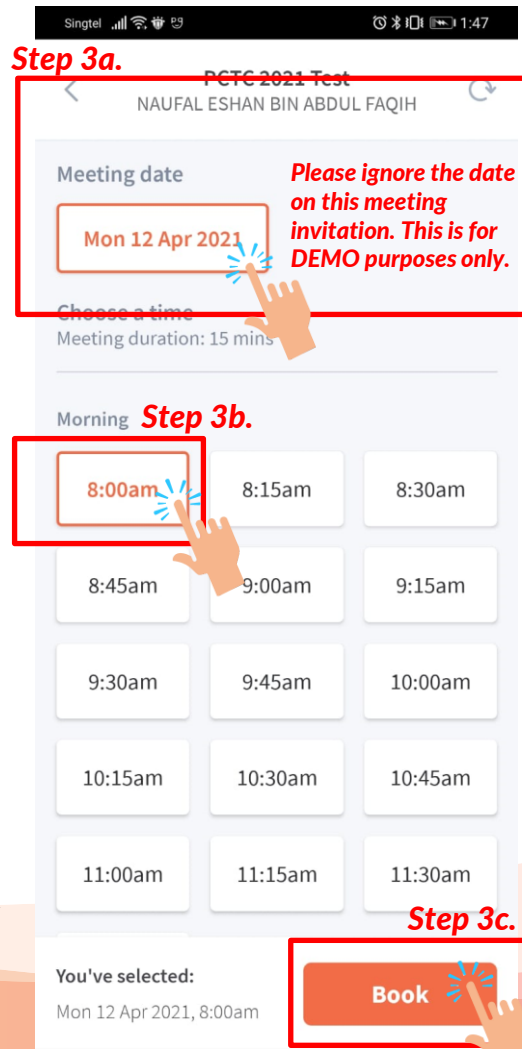 Singtel 1:47
Step 3a.
PCTC 2021 Test
NAUFAL ESHAN BIN ABDUL FAQIH
Meeting date
Please ignore the date
on this meeting
invitation. This is for
DEMO purposes only.
Mon 12 Apr 2021
Choose a time
Meeting duration: 15 mins
Morning Step 3b.
8:00am 8:15am 8:30am
8:45am 9:00am 9:15am
9:30am 9:45am 10:00am
10:15am 10:30am 10:45am
11:00am 11:15am 11:30am
Step 3c.
You've selected:
Mon 12 Apr 2021, 8:00am
Book